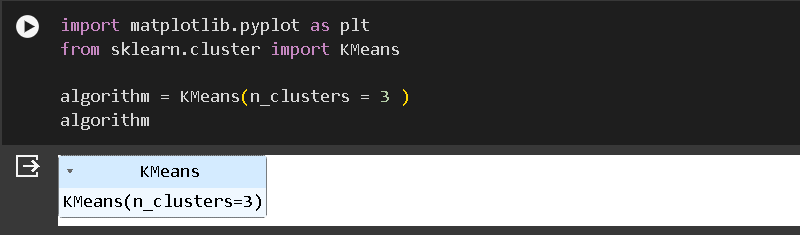 import matplotlib.pyplot as plt
from sklearn.cluster import KMeans
algorithm = KMeans(n_clusters = 3 )
algorithm
KMeans
KMeans(n_clusters=3)